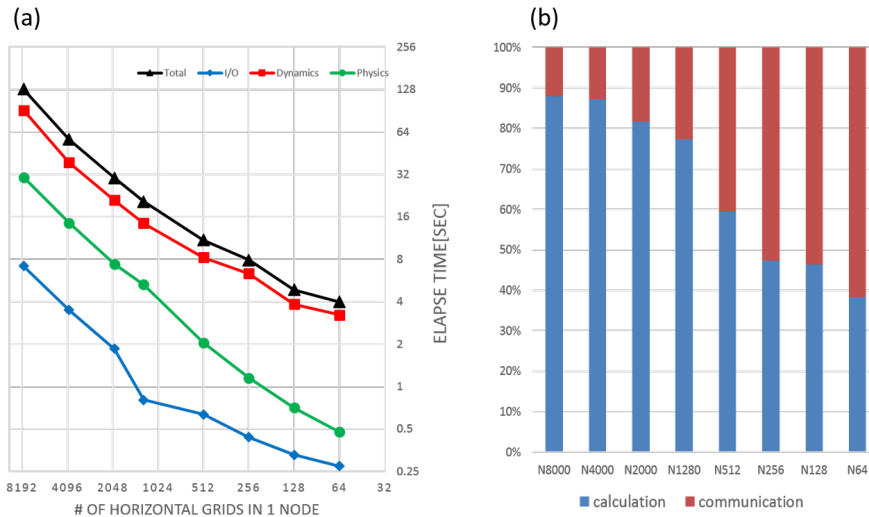 (a)
Total I/O Dynamics Physics
256
128
64
32
16
8
4
2
1
0.5
0.25
ELAPSE TIME[SEC]
8192 4096 2048 1024 512 256 128 64 32
# OF HORIZONTAL GRIDS IN 1 NODE
(b)
100%
90%
80%
70%
60%
50%
40%
30%
20%
10%
0%
N8000 N4000 N2000 N1280 N512 N256 N128 N64
calculation communication